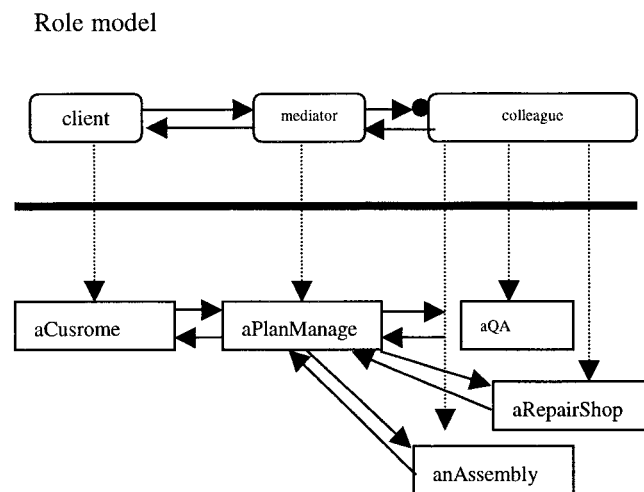 Role model
client
mediator
colleague
aCusrome
aPlanManage
aQA
aRepairShop
anAssembly